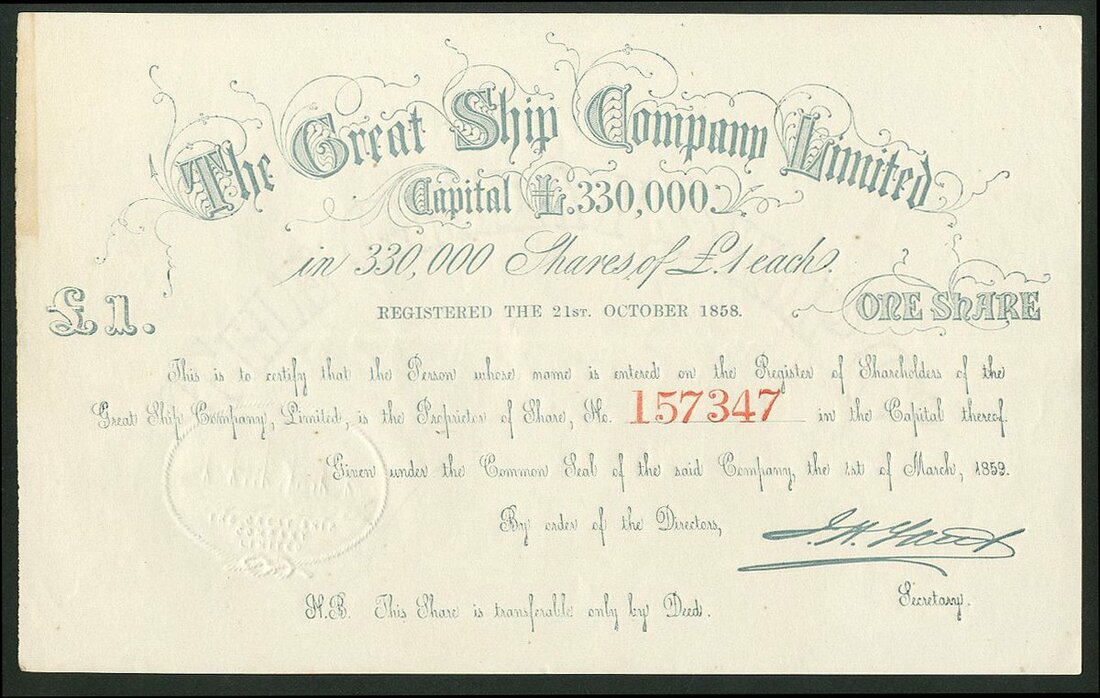 The Great Ship Company Limited
Capital £.330,000.
in 330,000 Shares, of £.1 each.
£1.
REGISTERED THE 21ST. OCTOBER 1858.
ONE SHARE
This is to certify that the Person whose name is entered on the Register of Shareholders of the
Great Ship Company, Limited, is the Proprietor of Share, No. 157347 in the Capital thereof.
Given under the Common Seal of the said Company, the 1st of March, 1859.
By order of the Directors,
Secretary.
N.B. This Share is transferable only by Deed.